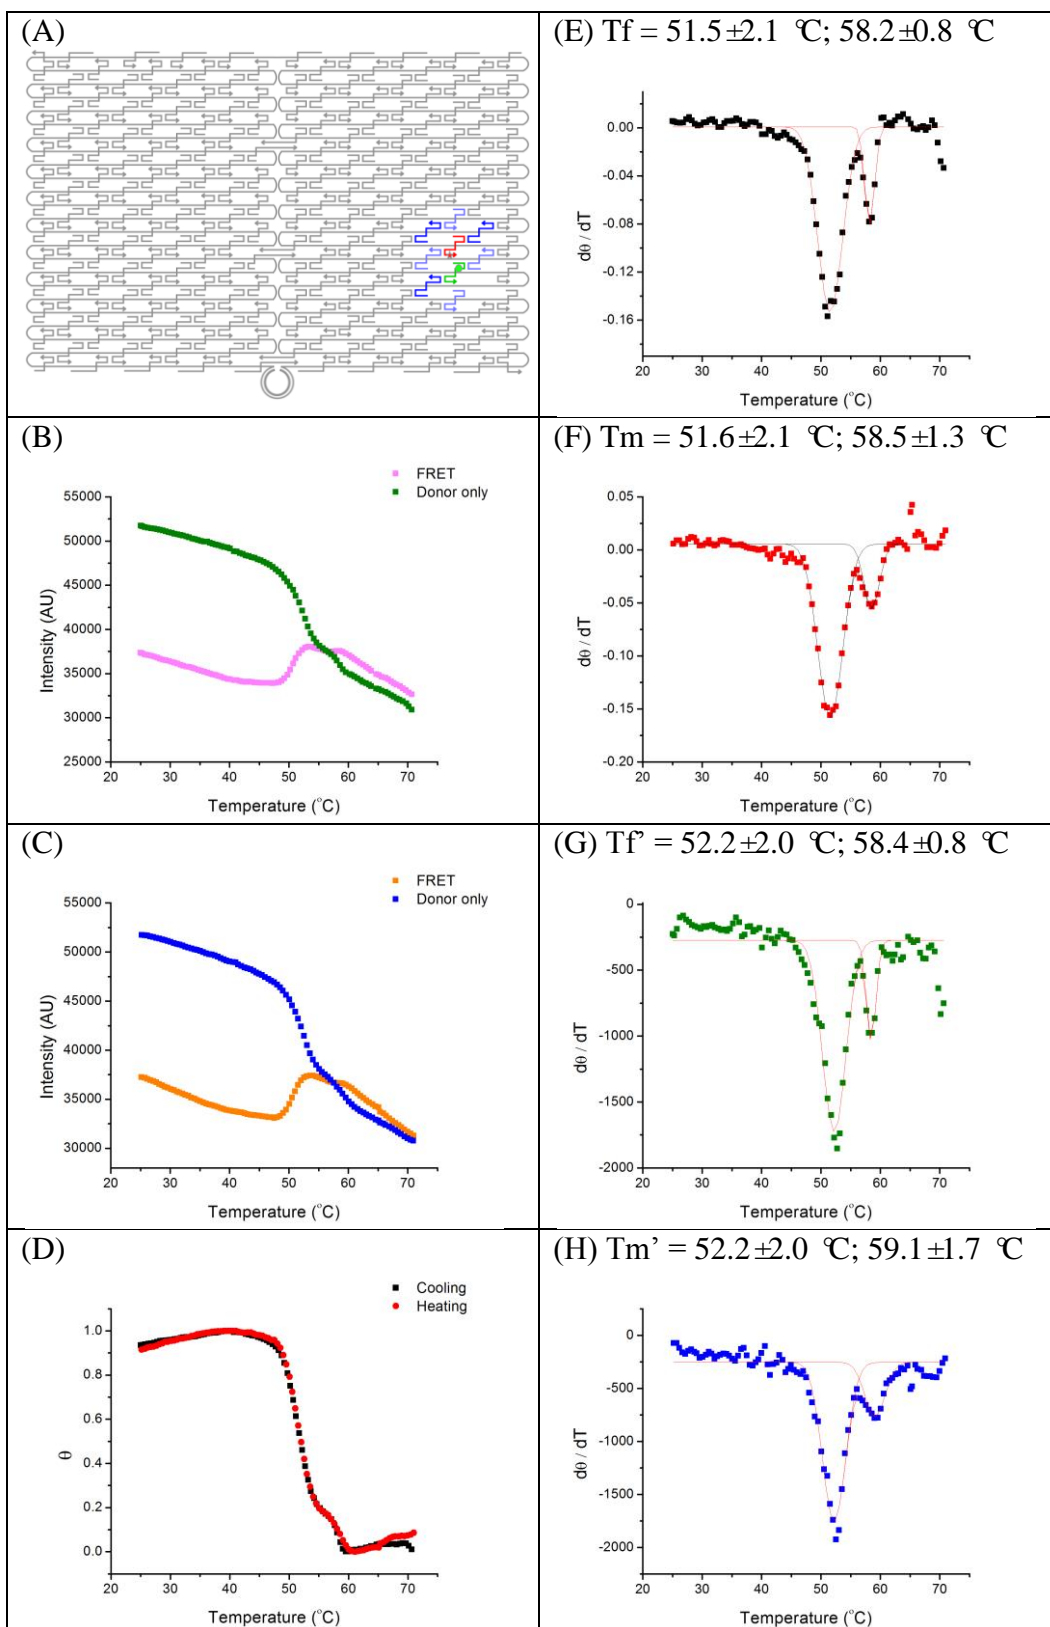 (A)
(E) Tf = 51.5±2.1 ℃; 58.2±0.8 ℃
0.00
-0.04
-0.08
-0.12
-0.16
dθ / dT
20 30 40 50 60 70
Temperature (°C)
(B)
FRET
Donor only
55000
50000
45000
40000
35000
30000
25000
Intensity (AU)
20 30 40 50 60 70
Temperature (°C)
(F) Tm = 51.6±2.1 ℃; 58.5±1.3 ℃
0.05
0.00
-0.05
-0.10
-0.15
-0.20
dθ / dT
20 30 40 50 60 70
Temperature (°C)
(C)
FRET
Donor only
55000
50000
45000
40000
35000
30000
Intensity (AU)
20 30 40 50 60 70
Temperature (°C)
(G) Tf’ = 52.2±2.0 ℃; 58.4±0.8 ℃
0
-500
-1000
-1500
-2000
dθ / dT
20 30 40 50 60 70
Temperature (°C)
(D)
Cooling
Heating
1.0
0.8
0.6
0.4
0.2
0.0
θ
20 30 40 50 60 70
Temperature (°C)
(H) Tm’ = 52.2±2.0 ℃; 59.1±1.7 ℃
0
-500
-1000
-1500
-2000
dθ / dT
20 30 40 50 60 70
Temperature (°C)